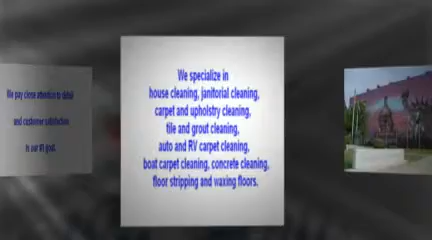 We pay close attention to detail
and customer satisfaction
is our #1 goal.
We specialize in
house cleaning, janitorial cleaning,
carpet and upholstry cleaning,
tile and grout cleaning,
auto and RV carpet cleaning,
boat carpet cleaning, concrete cleaning,
floor stripping and waxing floors.